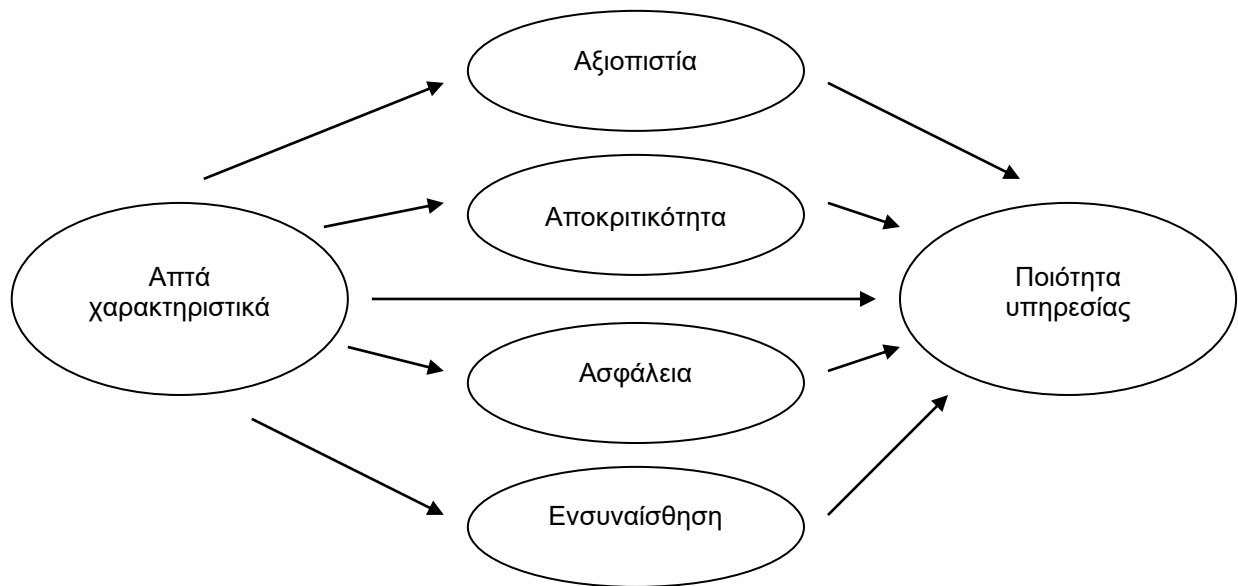 Αξιοπιστία
Αποκριτικότητα
Απτά
χαρακτηριστικά
Ποιότητα
υπηρεσίας
Ασφάλεια
Ενσυναίσθηση